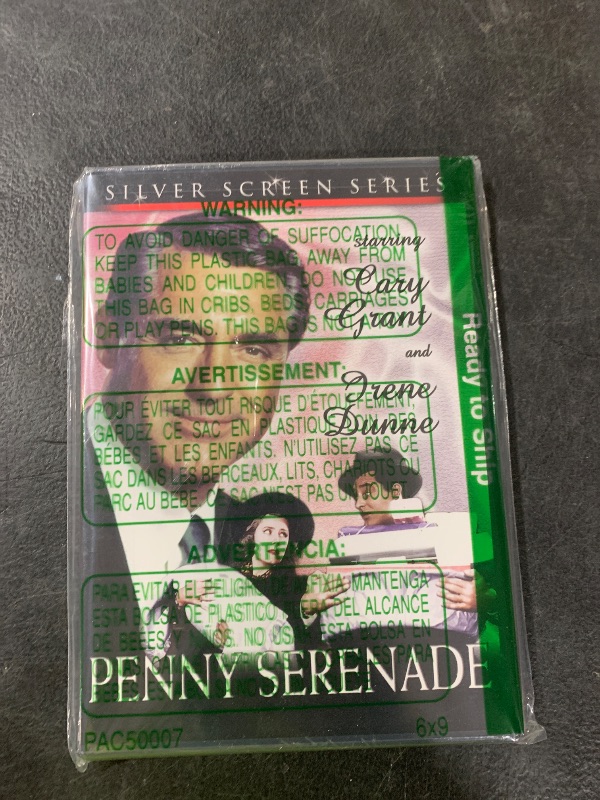 SILVER SCREEN SERIES
WARNING:
TO AVOID DANGER OF SUFFOCATION,
KEEP THIS PLASTIC BAG AWAY FROM
BABIES AND CHILDREN. DO NOT USE
THIS BAG IN CRIBS, BEDS, CARRIAGES
OR PLAY PENS. THIS BAG IS NOT A TOY.
starring
Cary
Grant
and
Irene
Dunne
AVERTISSEMENT:
POUR ÉVITER TOUT RISQUE D'ÉTOUFFEMENT,
GARDEZ CE SAC EN PLASTIQUE DES
BÉBÉS ET LES ENFANTS. N'UTILISEZ PAS CE
SAC DANS LES BERCEAUX, LITS, CHARIOTS OU
PARC AU BÉBÉ. CE SAC N'EST PAS UN JOUET.
ADVERTENCIA:
PARA EVITAR EL PELIGRO DE ASFIXIA MANTENGA
ESTA BOLSA DE PLASTICO FUERA DEL ALCANCE
DE BEBES Y NIÑOS. NO USE ESTA BOLSA EN
PARA
Ready to Ship
PENNY SERENADE
PAC50007
6x9